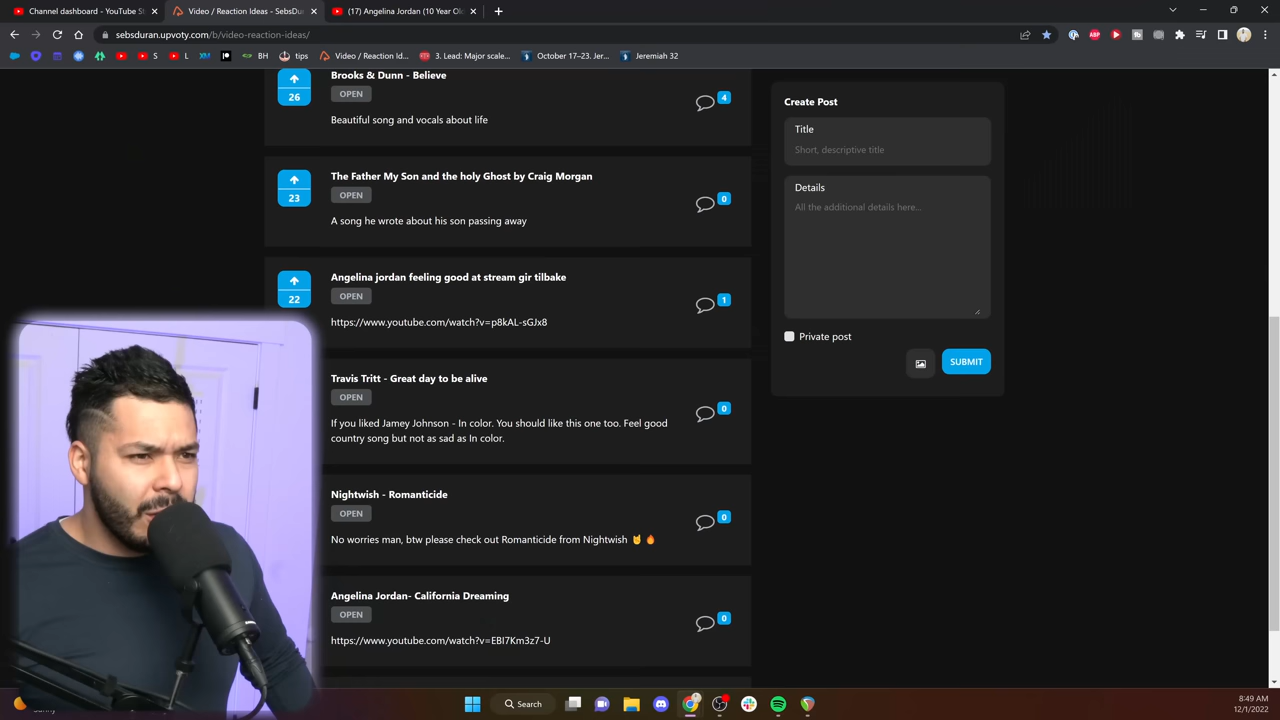 Channel dashboard - YouTube St
Video / Reaction Ideas - SebsDu
(17) Angelina Jordan (10 Year Ol
sebsduran.upvoty.com/b/video-reaction-ideas/
S
L
BH
tips
Video / Reaction Id...
3. Lead: Major scale...
October 17–23. Jer...
Jeremiah 32
Brooks & Dunn - Believe
26
OPEN
4
Beautiful song and vocals about life
The Father My Son and the holy Ghost by Craig Morgan
23
OPEN
0
A song he wrote about his son passing away
Angelina jordan feeling good at stream gir tilbake
22
OPEN
1
https://www.youtube.com/watch?v=p8kAL-sGJx8
Travis Tritt - Great day to be alive
OPEN
0
If you liked Jamey Johnson - In color. You should like this one too. Feel good
country song but not as sad as In color.
Nightwish - Romanticide
OPEN
0
No worries man, btw please check out Romanticide from Nightwish 🤘 🔥
Angelina Jordan- California Dreaming
OPEN
0
https://www.youtube.com/watch?v=EBI7Km3z7-U
Create Post
Title
Short, descriptive title
Details
All the additional details here...
Private post
SUBMIT
Sunny
Search
8:49 AM
12/1/2022